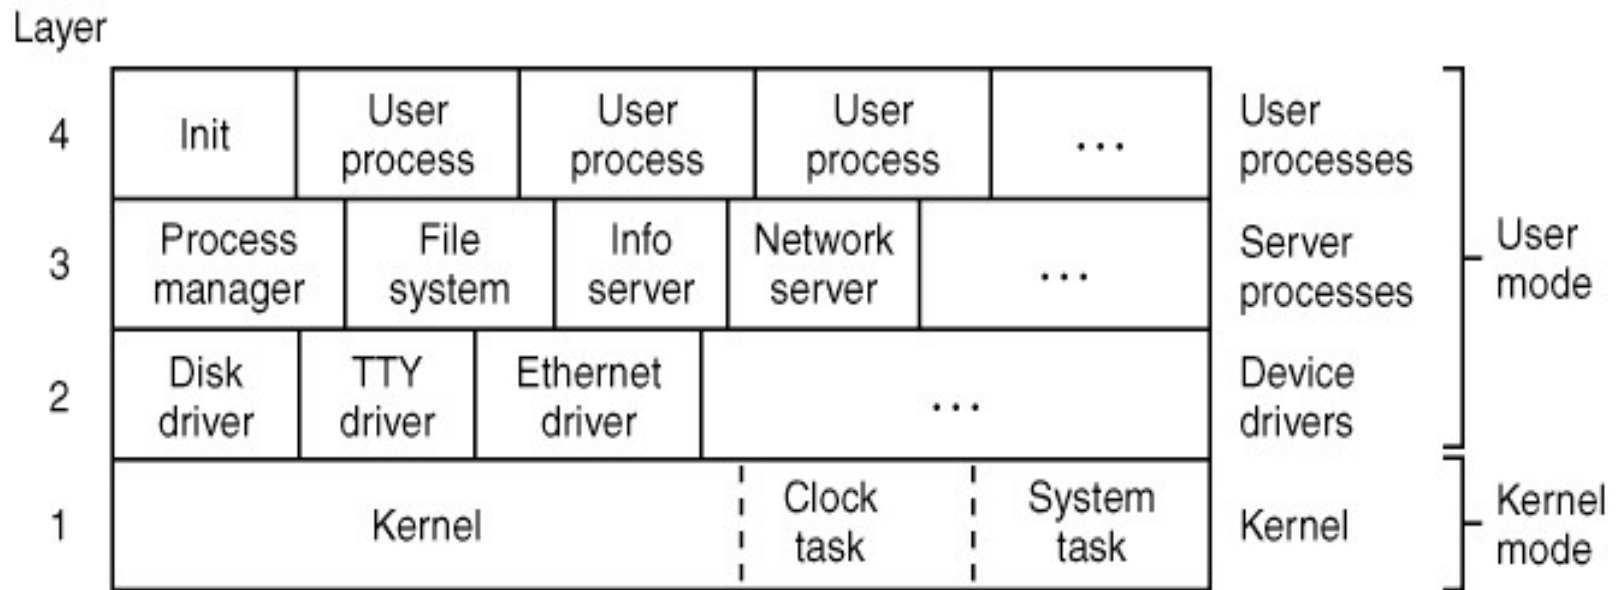 Layer
4
Init
User
process
User
process
User
process
...
User
processes
3
Process
manager
File
system
Info
server
Network
server
...
Server
processes
User
mode
2
Disk
driver
TTY
driver
Ethernet
driver
...
Device
drivers
1
Kernel
Clock
task
System
task
Kernel
Kernel
mode